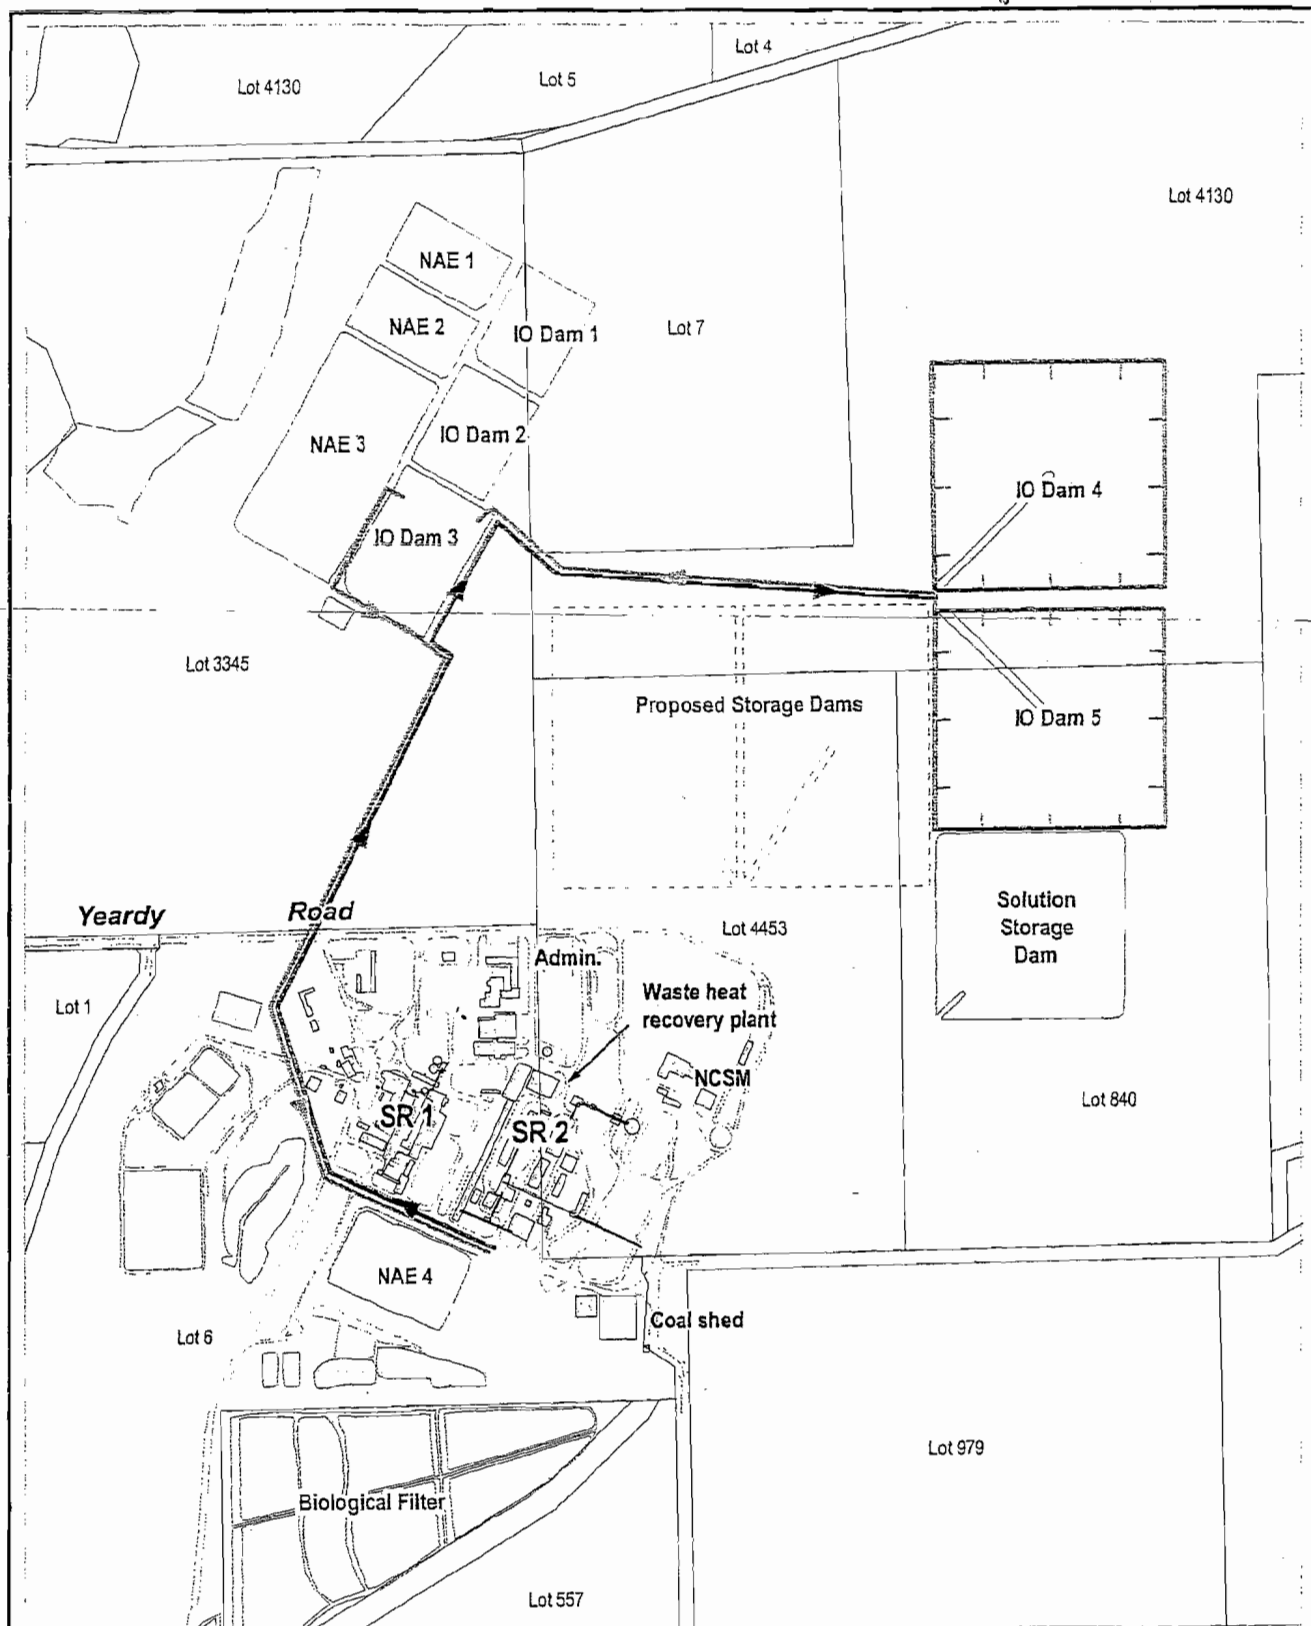 Lot 4
Lot 4130
Lot 5
Lot 4130
NAE 1
NAE 2
IO Dam 1
Lot 7
NAE 3
IO Dam 2
IO Dam 4
IO Dam 3
Lot 3345
Proposed Storage Dams
IO Dam 5
Yeardy Road
Lot 4453
Solution
Storage
Dam
Admin.
Lot 1
Waste heat
recovery plant
NCSM
SR 1
SR 2
Lot 840
NAE 4
Coal shed
Lot 6
Lot 979
Biological Filter
Lot 557